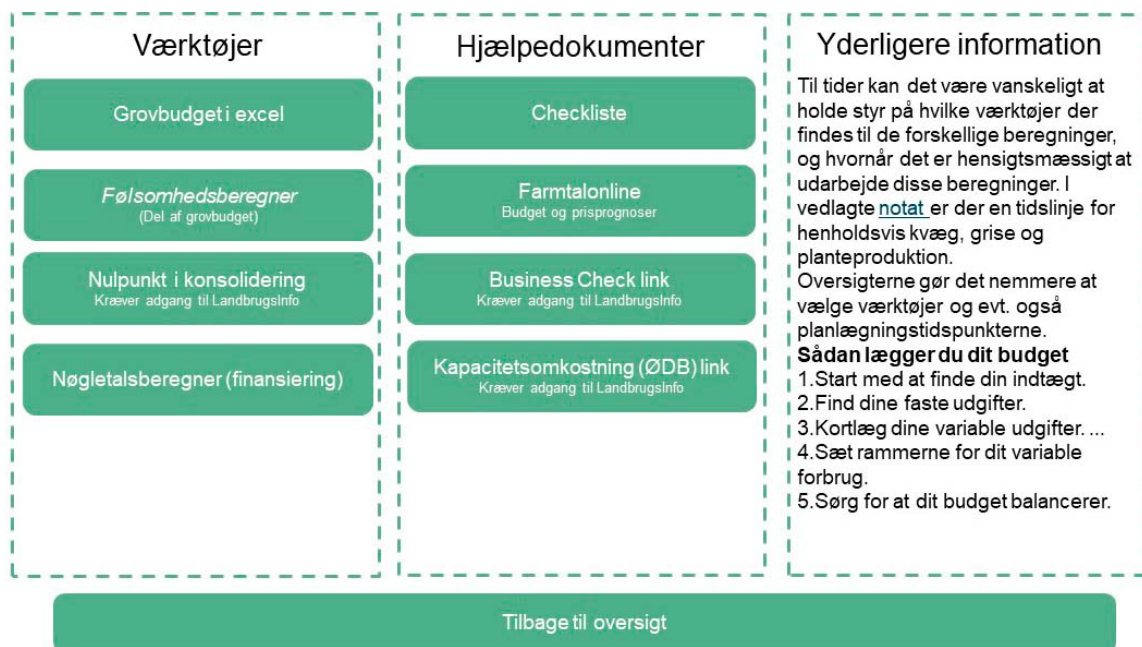 Værktøjer
Grovbudget i excel
Følsomhedsberegner
(Del af grovbudget)
Nulpunkt i konsolidering
Kræver adgang til LandbrugsInfo
Nøgletalsberegner (finansiering)
Hjælpedokumenter
Checkliste
Farmtalonline
Budget og prisprognoser
Business Check link
Kræver adgang til LandbrugsInfo
Kapacitetsomkostning (ØDB) link
Kræver adgang til LandbrugsInfo
Yderligere information
Til tider kan det være vanskeligt at
holde styr på hvilke værktøjer der
findes til de forskellige beregninger,
og hvornår det er hensigtsmæssigt at
udarbejde disse beregninger. I
vedlagte notat er der en tidslinje for
henholdsvis kvæg, grise og
planteproduktion.
Oversigterne gør det nemmere at
vælge værktøjer og evt. også
planlægningstidspunkterne.
Sådan lægger du dit budget
1.Start med at finde din indtægt.
2.Find dine faste udgifter.
3.Kortlæg dine variable udgifter. ...
4.Sæt rammerne for dit variable
forbrug.
5.Sørg for at dit budget balancerer.
Tilbage til oversigt